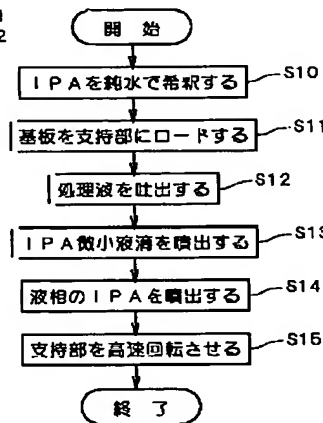 開 始
IPAを純水で希釈する
S10
基板を支持部にロードする
S11
処理液を吐出する
S12
IPA微小液滴を噴出する
S13
液相のIPAを噴出する
S14
支持部を高速回転させる
S15
終 了